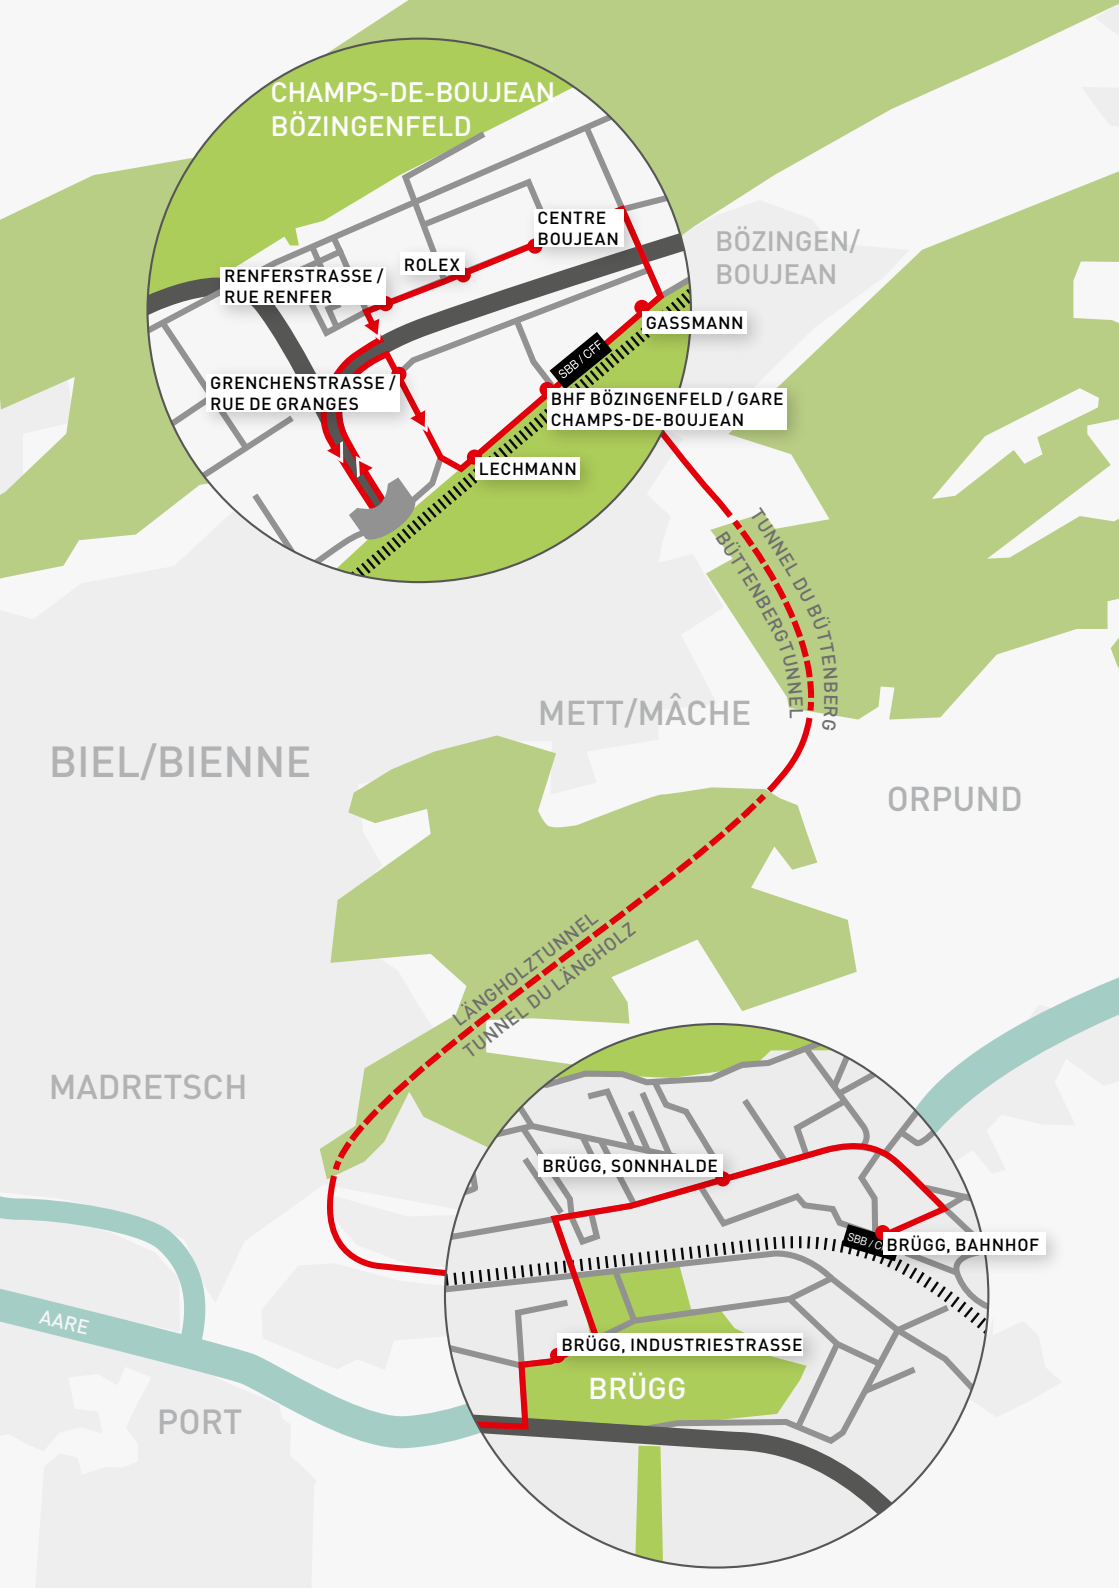 CHAMPS-DE-BOUJEAN
BÖZINGENFELD
CENTRE
BOUJEAN
ROLEX
RENFERSTRASSE /
RUE RENFER
BÖZINGEN/
BOUJEAN
GASSMANN
SBB / CFF
GRENCHENSTRASSE /
RUE DE GRANGES
BHF BÖZINGENFELD / GARE
CHAMPS-DE-BOUJEAN
LECHMANN
TUNNEL DU BÜTTENBERG
BÜTTENBERGTUNNEL
METT/MÂCHE
BIEL/BIENNE
ORPUND
LÄNGHOLZTUNNEL
TUNNEL DU LÄNGHOLZ
MADRETSCH
BRÜGG, SONNHALDE
SBB / C
BRÜGG, BAHNHOF
AARE
BRÜGG, INDUSTRIESTRASSE
BRÜGG
PORT